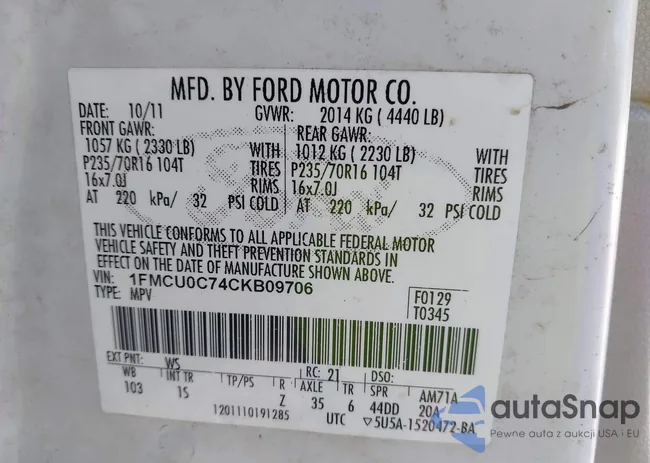 MFD. BY FORD MOTOR CO.
DATE: 10/11 GVWR: 2014 KG ( 4440 LB)
FRONT GAWR: REAR GAWR:
1057 KG ( 2330 LB) WITH 1012 KG ( 2230 LB) WITH
P235/70R16 104T TIRES P235/70R16 104T TIRES
16x7.0J RIMS 16x7.0J RIMS
AT 220 kPa/ 32 PSI COLD AT 220 kPa/ 32 PSI COLD
THIS VEHICLE CONFORMS TO ALL APPLICABLE FEDERAL MOTOR
VEHICLE SAFETY AND THEFT PREVENTION STANDARDS IN
EFFECT ON THE DATE OF MANUFACTURE SHOWN ABOVE.
VIN: 1FMCU0C74CKB09706
TYPE: MPV
F0129
T0345
EXT PNT: WS RC: 21 DSO:
WB INT TR TP/PS R AXLE TR SPR AM71A
103 1S Z 35 6 44DD 20A
1201110191285 UTC ▽5U5A-1520472-BA
autaSnap
Pewne auta z aukcji USA i EU